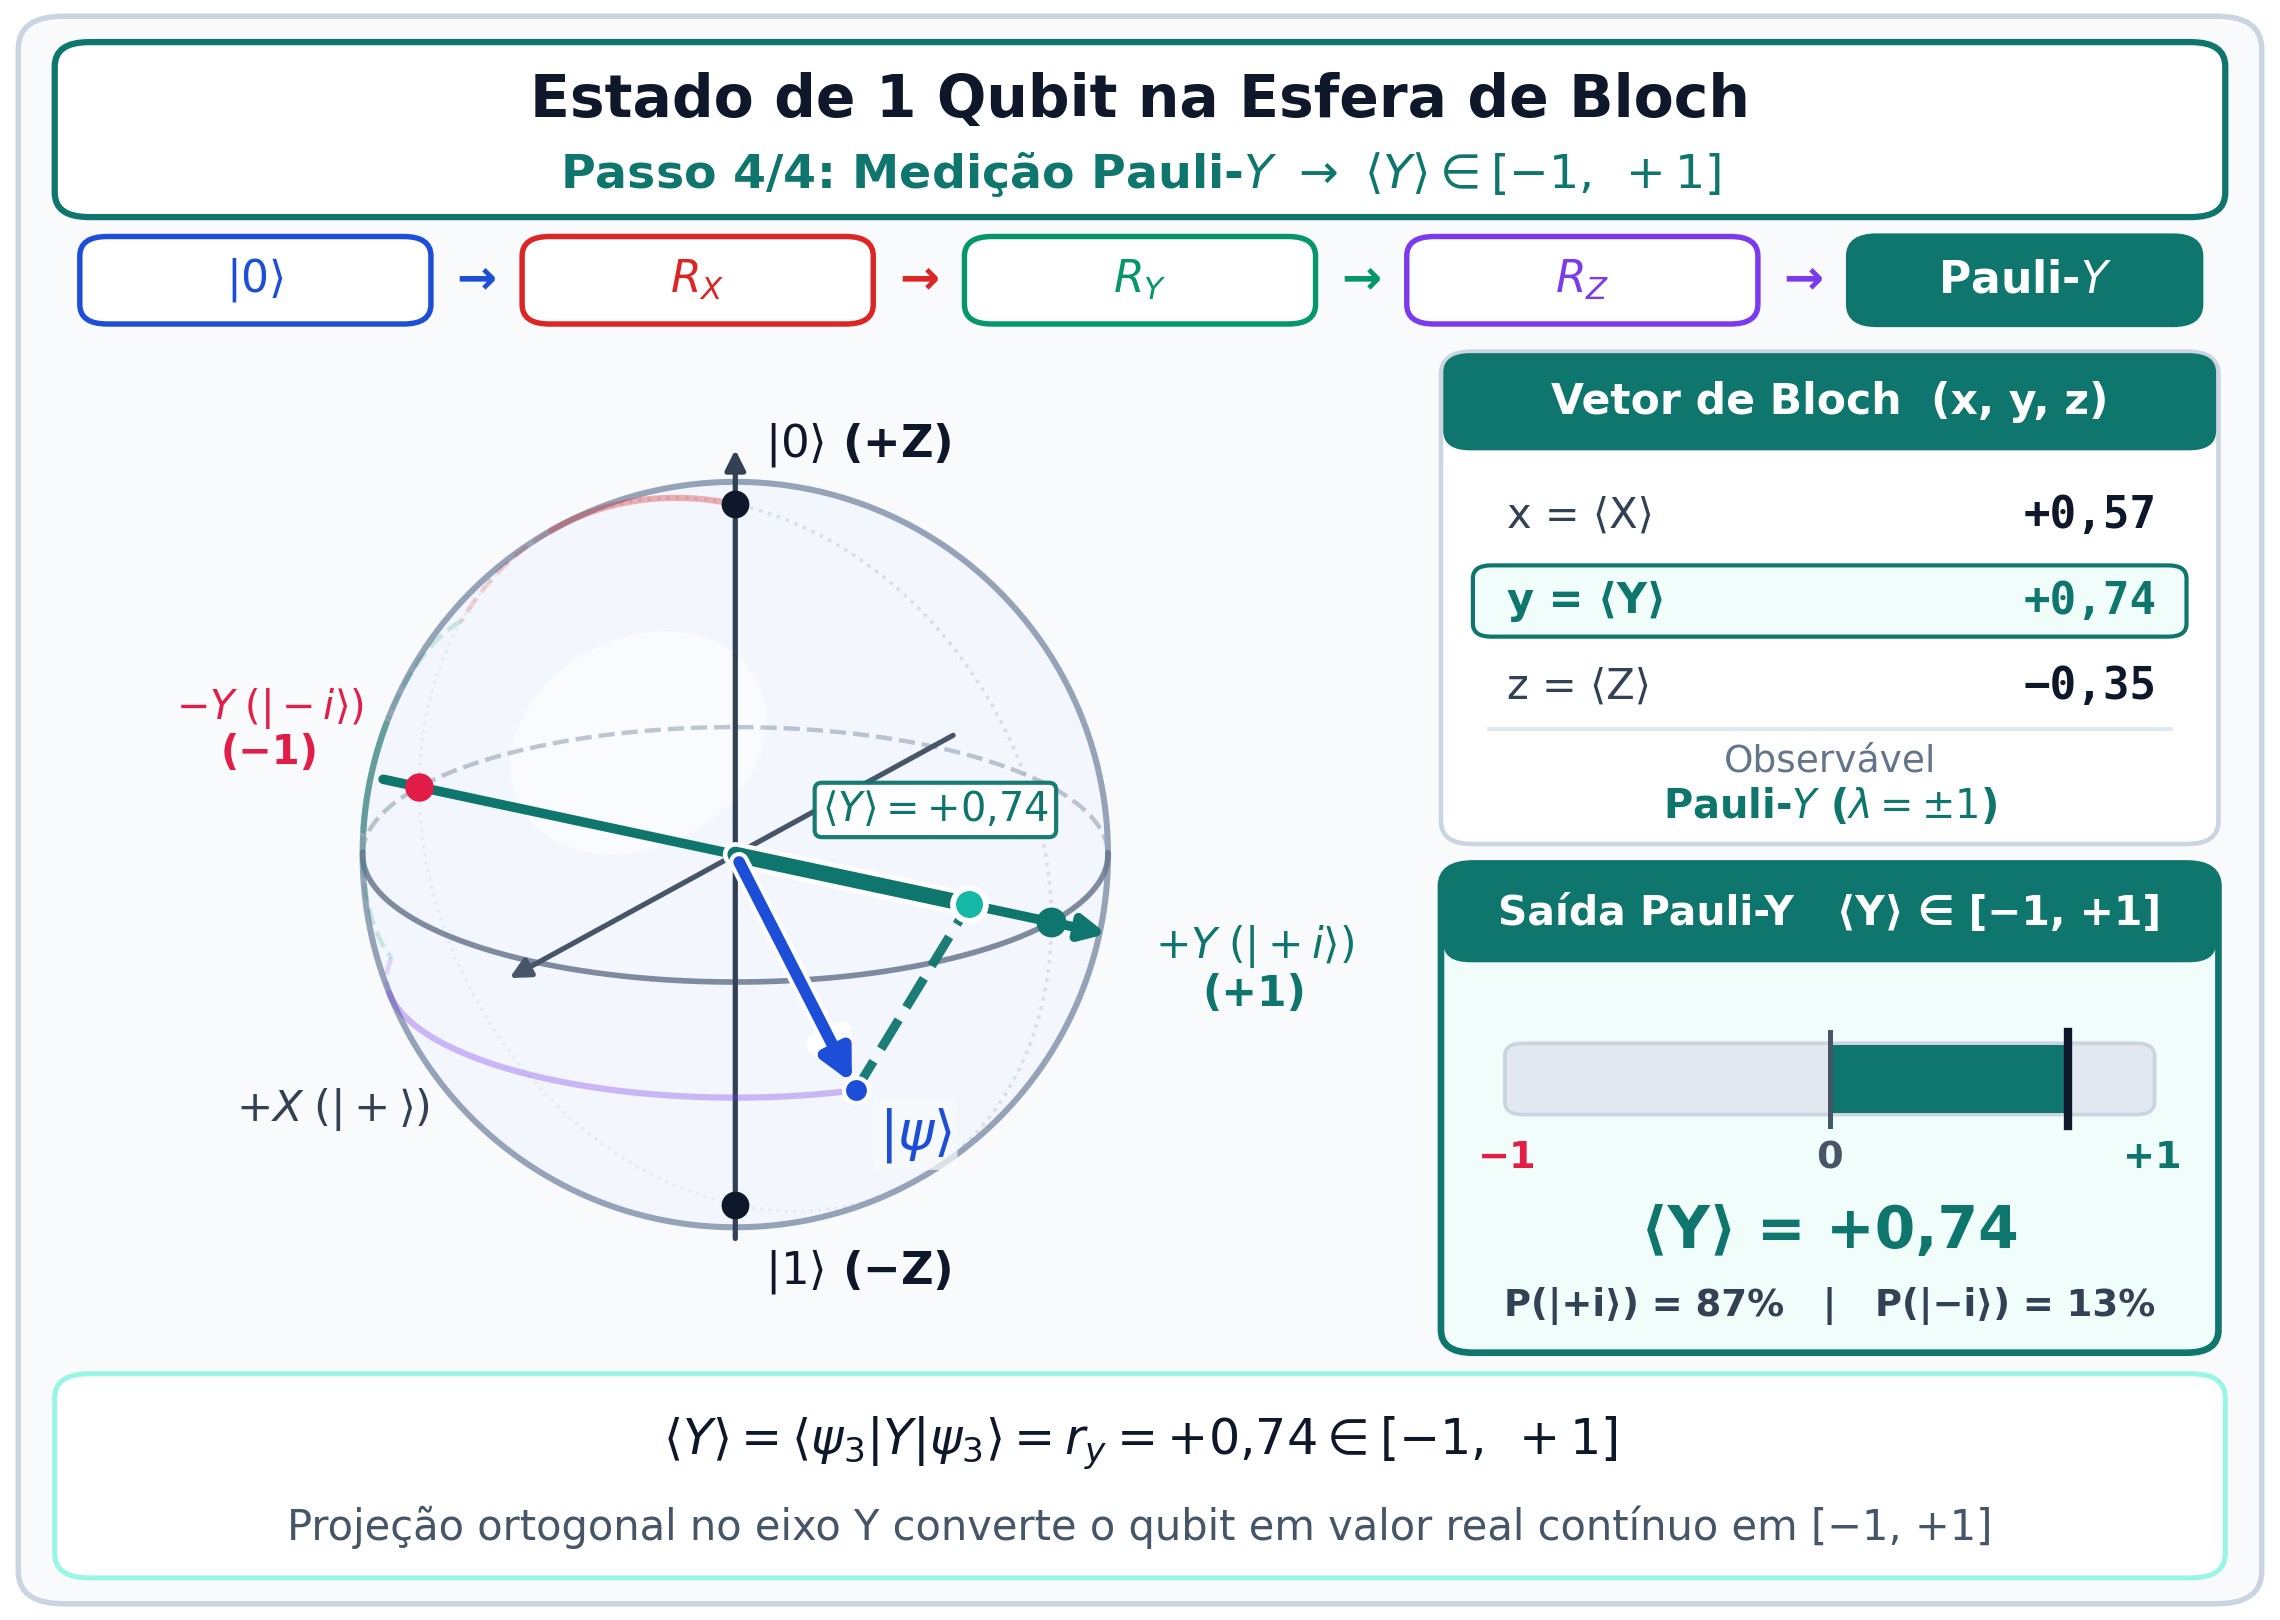 Estado de 1 Qubit na Esfera de Bloch
Passo 4/4: Medição Pauli-Y → ⟨Y⟩ ∈ [−1, +1]
|0⟩ → R_X → R_Y → R_Z → Pauli-Y
|0⟩ (+Z)
−Y (|−i⟩)
(−1)
⟨Y⟩ = +0,74
+Y (|+i⟩)
(+1)
+X (|+⟩)
|ψ⟩
|1⟩ (−Z)
Vetor de Bloch (x, y, z)
x = ⟨X⟩ +0,57
y = ⟨Y⟩ +0,74
z = ⟨Z⟩ −0,35
Observável
Pauli-Y (λ = ±1)
Saída Pauli-Y ⟨Y⟩ ∈ [−1, +1]
−1 0 +1
⟨Y⟩ = +0,74
P(|+i⟩) = 87% | P(|−i⟩) = 13%
⟨Y⟩ = ⟨ψ₃|Y|ψ₃⟩ = r_y = +0,74 ∈ [−1, +1]
Projeção ortogonal no eixo Y converte o qubit em valor real contínuo em [−1, +1]